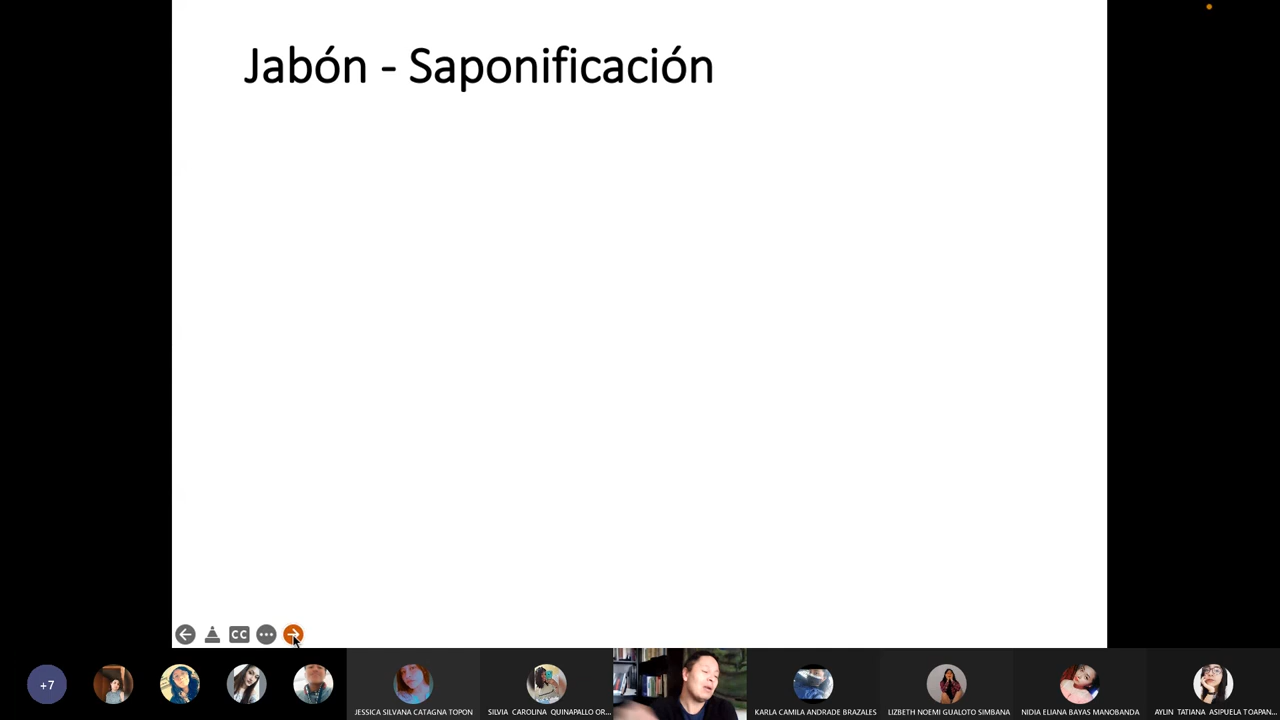 Jabón - Saponificación
CC
+7
JESSICA SILVANA CATAGNA TOPON
SILVIA CAROLINA QUINAPALLO OR...
KARLA CAMILA ANDRADE BRAZALES
LIZBETH NOEMI GUALOTO SIMBANA
NIDIA ELIANA BAYAS MANOBANDA
AYLIN TATIANA ASIPUELA TOAPAN...